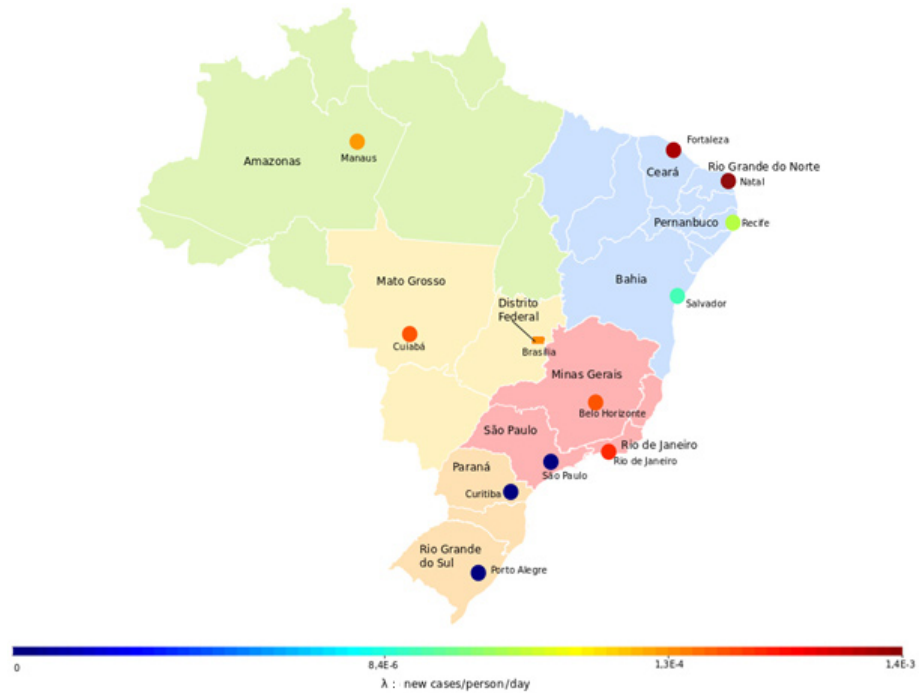 Fortaleza
Ceará
Rio Grande do Norte
Natal
Amazonas
Manaus
Pernanbuco
Recife
Mato Grosso
Bahia
Salvador
Distrito
Federal
Cuiabá
Brasília
Minas Gerais
Belo Horizonte
São Paulo
Rio de Janeiro
Rio de Janeiro
Paraná
São Paulo
Curitiba
Rio Grande
do Sul
Porto Alegre
0
8,4E-6
1,3E-4
1,4E-3
λ : new cases/person/day